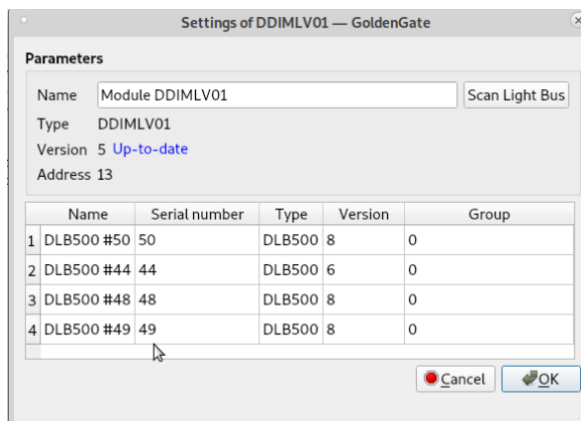 Settings of DDIMLV01 — GoldenGate
Parameters
Name Module DDIMLV01 Scan Light Bus
Type DDIMLV01
Version 5 Up-to-date
Address 13
Name Serial number Type Version Group
1 DLB500 #50 50 DLB500 8 0
2 DLB500 #44 44 DLB500 6 0
3 DLB500 #48 48 DLB500 8 0
4 DLB500 #49 49 DLB500 8 0
Cancel OK